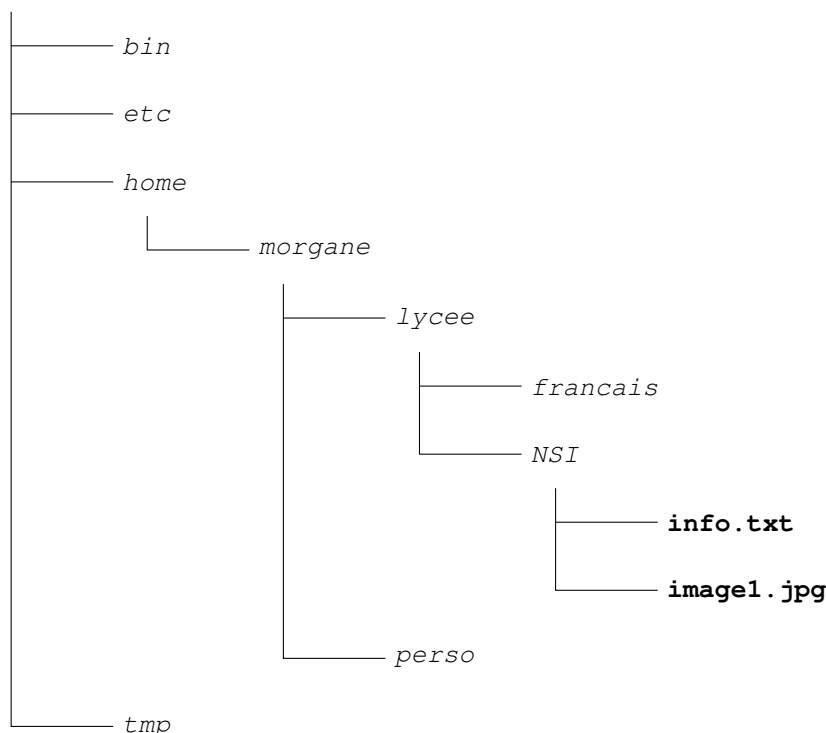 bin
etc
home
morgane
lycee
francais
NSI
info.txt
image1.jpg
perso
tmp